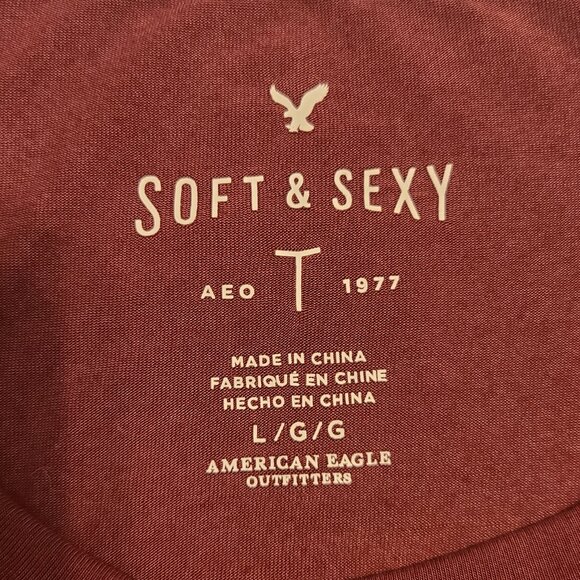 SOFT & SEXY
AEO T 1977
MADE IN CHINA
FABRIQUÉ EN CHINE
HECHO EN CHINA
L/G/G
AMERICAN EAGLE
OUTFITTERS